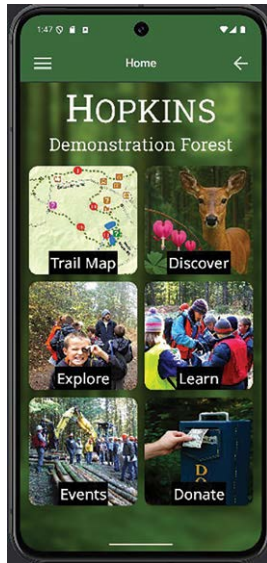 1:47
Home
HOPKINS
Demonstration Forest
Trail Map
Discover
Explore
Learn
Events
Donate